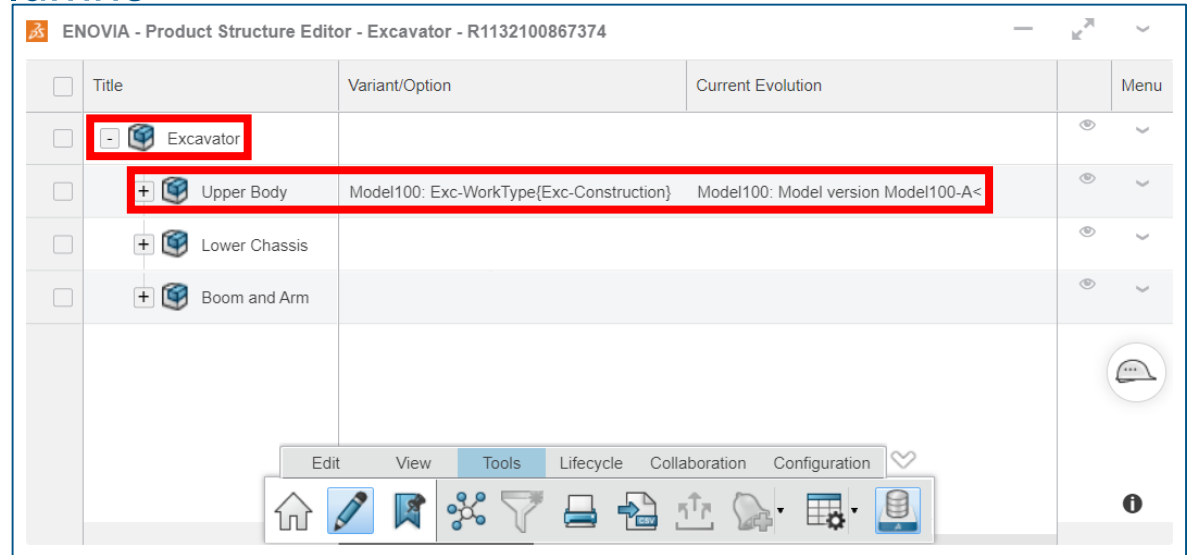 ENOVIA - Product Structure Editor - Excavator - R1132100867374
Title Variant/Option Current Evolution Menu
Excavator
Upper Body Model100: Exc-WorkType{Exc-Construction} Model100: Model version Model100-A<
Lower Chassis
Boom and Arm
Edit View Tools Lifecycle Collaboration Configuration
CSV
A